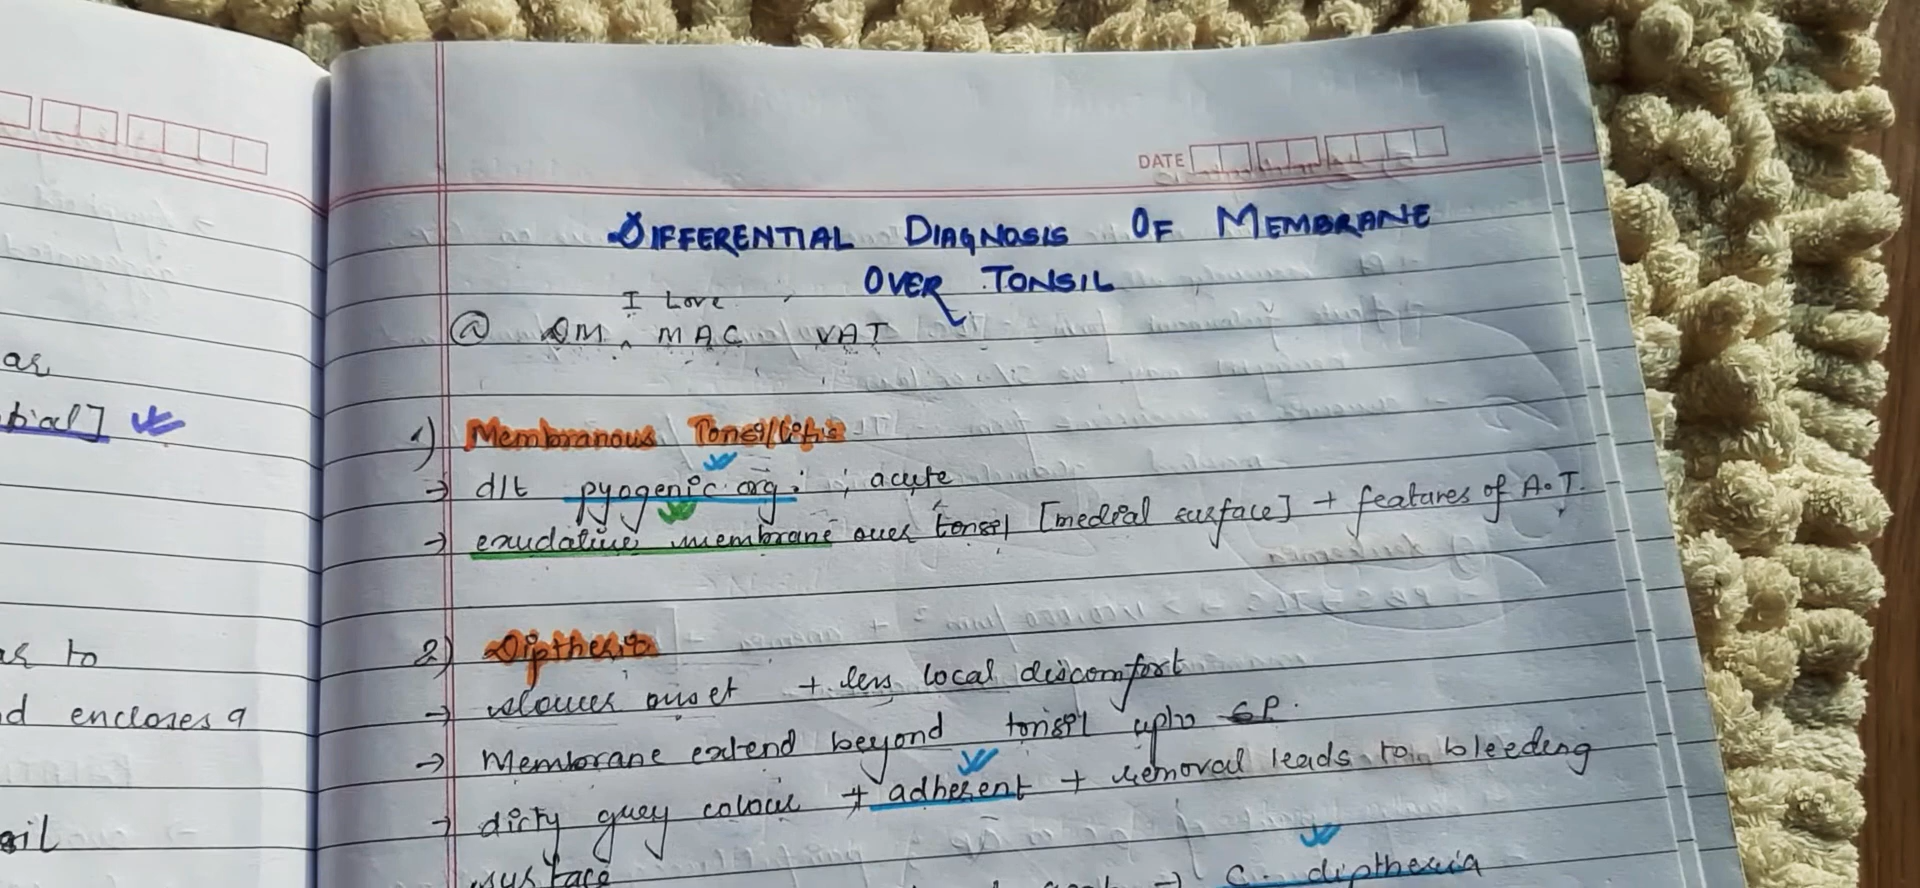 as
bial]
as to
d encloses a
sil
DATE
DIFFERENTIAL DIAGNOSIS OF MEMBRANE
OVER TONSIL
I Love
@ DM MAC VAT
1) Membranous Tonsillitis
→ d/t pyogenic org. ; acute
→ exudative membrane over tonsil [medial surface] + features of A.T.
2) Diptheria
→ slower onset + less local discomfort
→ Membrane extend beyond tonsil upto SP.
→ dirty grey colour + adherent + removal leads to bleeding
surface
→ C. diptheria